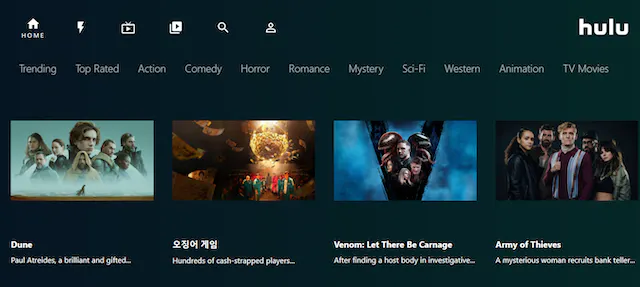 HOME
hulu
Trending Top Rated Action Comedy Horror Romance Mystery Sci-Fi Western Animation TV Movies
Dune
Paul Atreides, a brilliant and gifted...
오징어 게임
Hundreds of cash-strapped players...
Venom: Let There Be Carnage
After finding a host body in investigative...
Army of Thieves
A mysterious woman recruits bank teller...